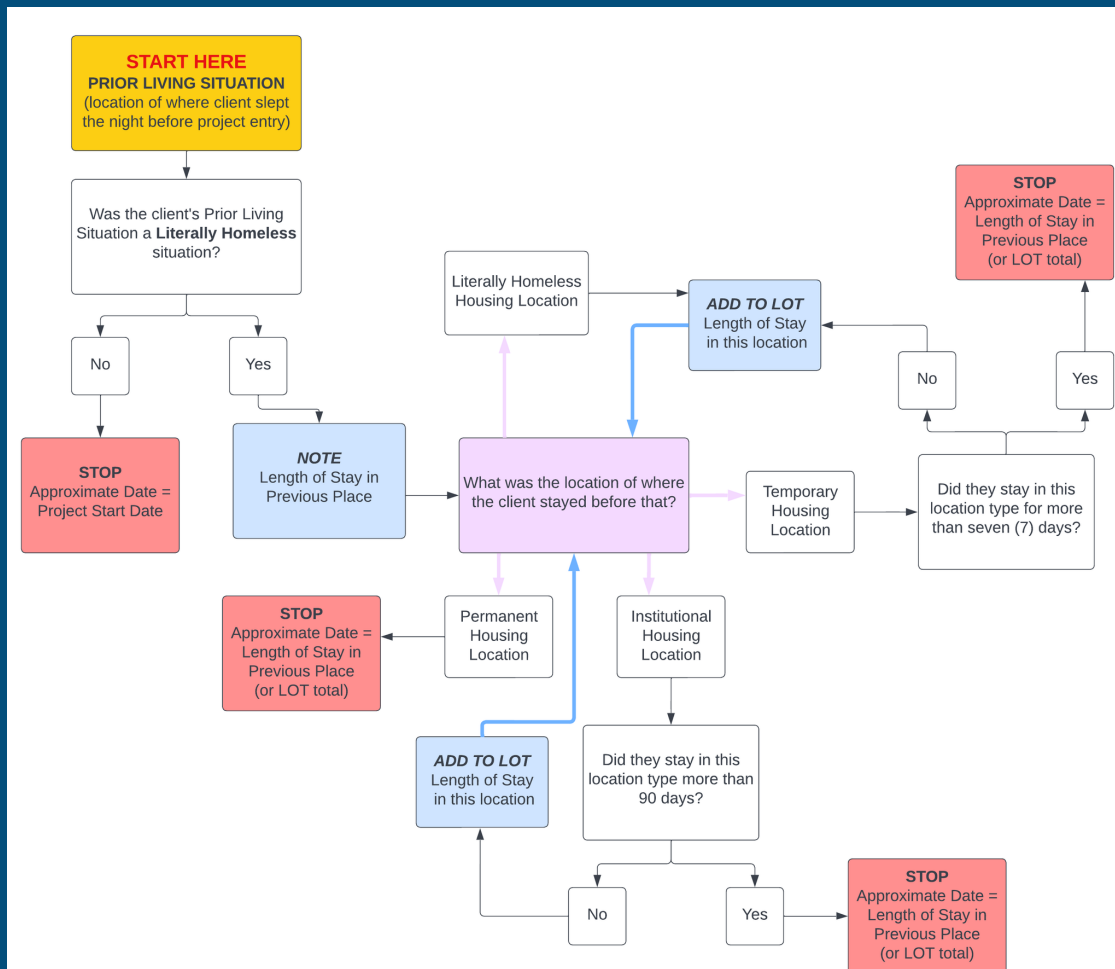 START HERE
PRIOR LIVING SITUATION
(location of where client slept
the night before project entry)
Was the client's Prior Living
Situation a Literally Homeless
situation?
No
Yes
STOP
Approximate Date =
Project Start Date
NOTE
Length of Stay in
Previous Place
What was the location of where
the client stayed before that?
Literally Homeless
Housing Location
ADD TO LOT
Length of Stay
in this location
Temporary
Housing
Location
Did they stay in this
location type for more
than seven (7) days?
No
Yes
STOP
Approximate Date =
Length of Stay in
Previous Place
(or LOT total)
Permanent
Housing
Location
STOP
Approximate Date =
Length of Stay in
Previous Place
(or LOT total)
Institutional
Housing
Location
Did they stay in this
location type more than
90 days?
No
Yes
ADD TO LOT
Length of Stay
in this location
STOP
Approximate Date =
Length of Stay in
Previous Place
(or LOT total)